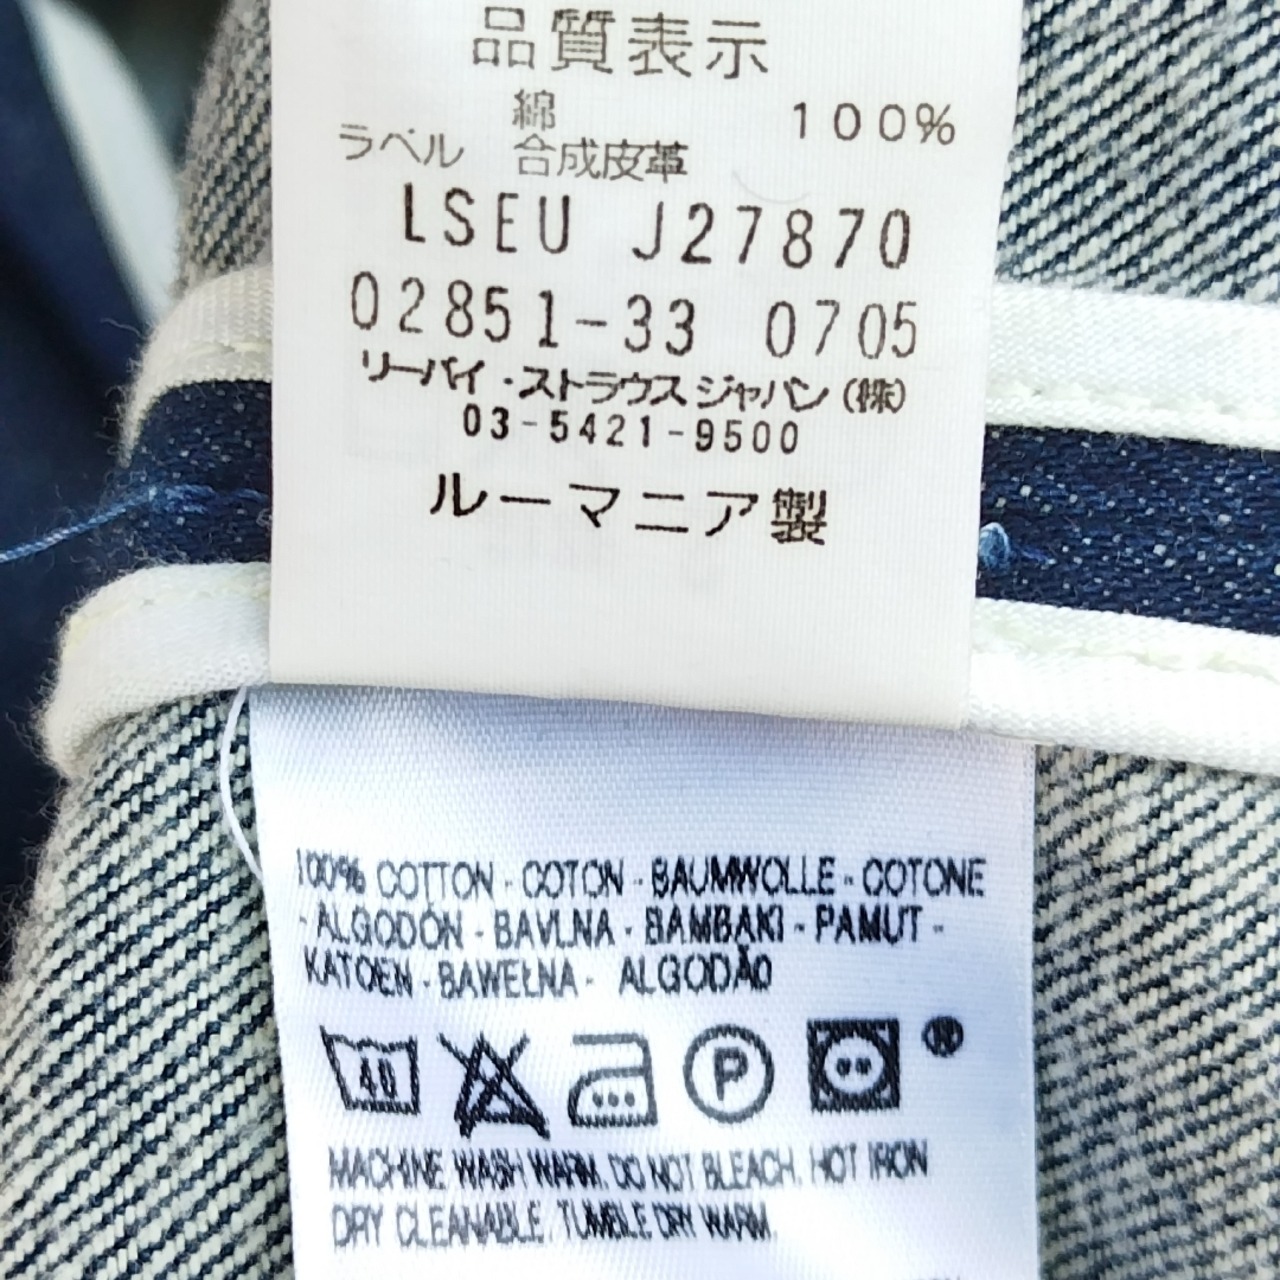 品質表示
綿 100%
ラベル 合成皮革
LSEU J27870
02851-33 0705
リーバイ・ストラウス ジャパン(株)
03-5421-9500
ルーマニア製
100% COTTON - COTON - BAUMWOLLE - COTONE
- ALGODÓN - BAVLNA - BAMBAKI - PAMUT -
KATOEN - BAWEŁNA - ALGODÃO
40 P ®
MACHINE WASH WARM. DO NOT BLEACH. HOT IRON
DRY CLEANABLE. TUMBLE DRY WARM.